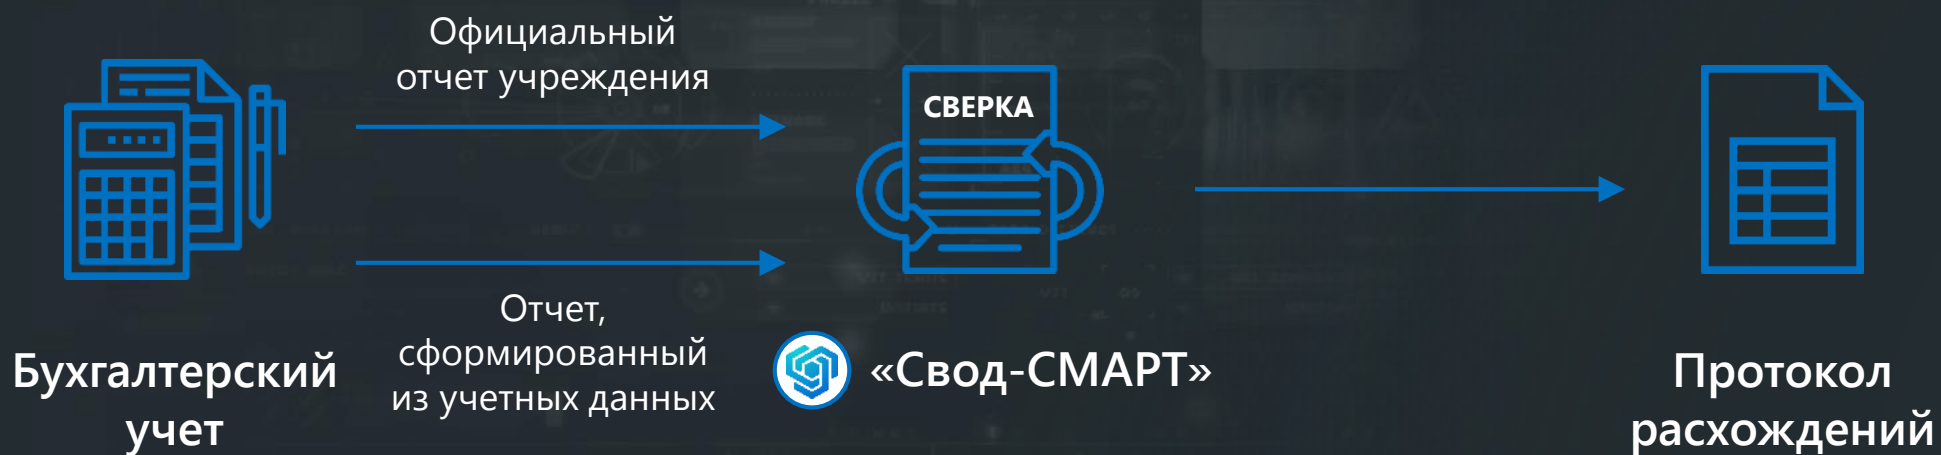 Официальный
отчет учреждения
СВЕРКА
Отчет,
сформированный
из учетных данных
Бухгалтерский
учет
«Свод-СМАРТ»
Протокол
расхождений